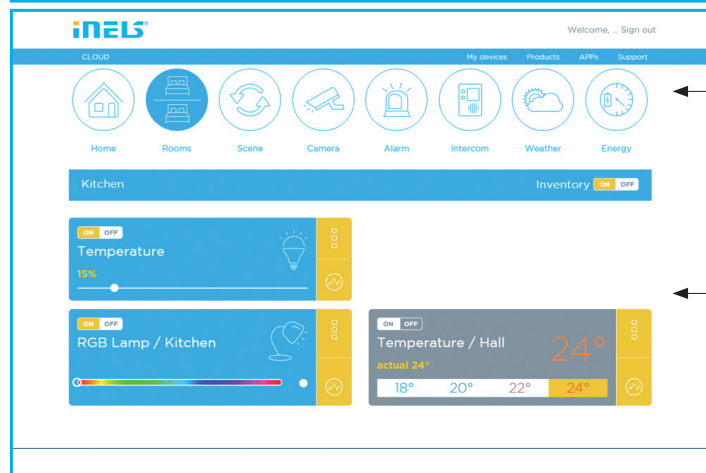 iNELS
Welcome, ... Sign out
CLOUD My devices Products APPs Support
Home Rooms Scene Camera Alarm Intercom Weather Energy
Kitchen Inventory ON OFF
ON OFF
Temperature
15%
ON OFF
RGB Lamp / Kitchen
ON OFF
Temperature / Hall 24°
actual 24°
18° 20° 22° 24°